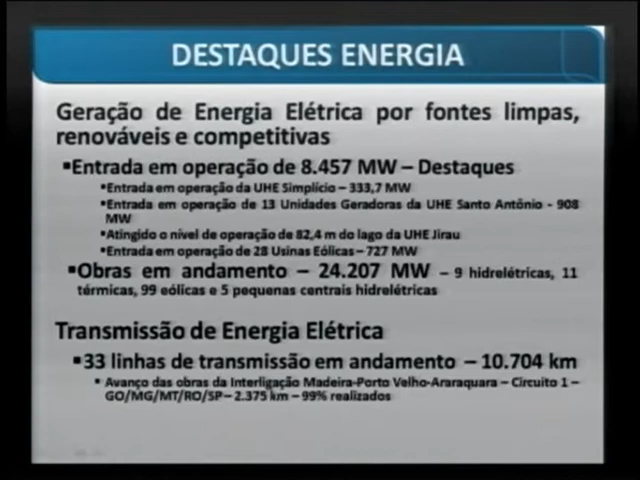 DESTAQUES ENERGIA
Geração de Energia Elétrica por fontes limpas,
renováveis e competitivas
▪Entrada em operação de 8.457 MW – Destaques
▪Entrada em operação da UHE Simplício – 333,7 MW
▪Entrada em operação de 13 Unidades Geradoras da UHE Santo Antônio - 908
MW
▪Atingido o nível de operação de 82,4 m do lago da UHE Jirau
▪Entrada em operação de 28 Usinas Eólicas – 727 MW
▪Obras em andamento – 24.207 MW – 9 hidrelétricas, 11
térmicas, 99 eólicas e 5 pequenas centrais hidrelétricas
Transmissão de Energia Elétrica
▪33 linhas de transmissão em andamento – 10.704 km
▪Avanço das obras da Interligação Madeira-Porto Velho-Araraquara – Circuito 1 –
GO/MG/MT/RO/SP – 2.375 km – 99% realizados